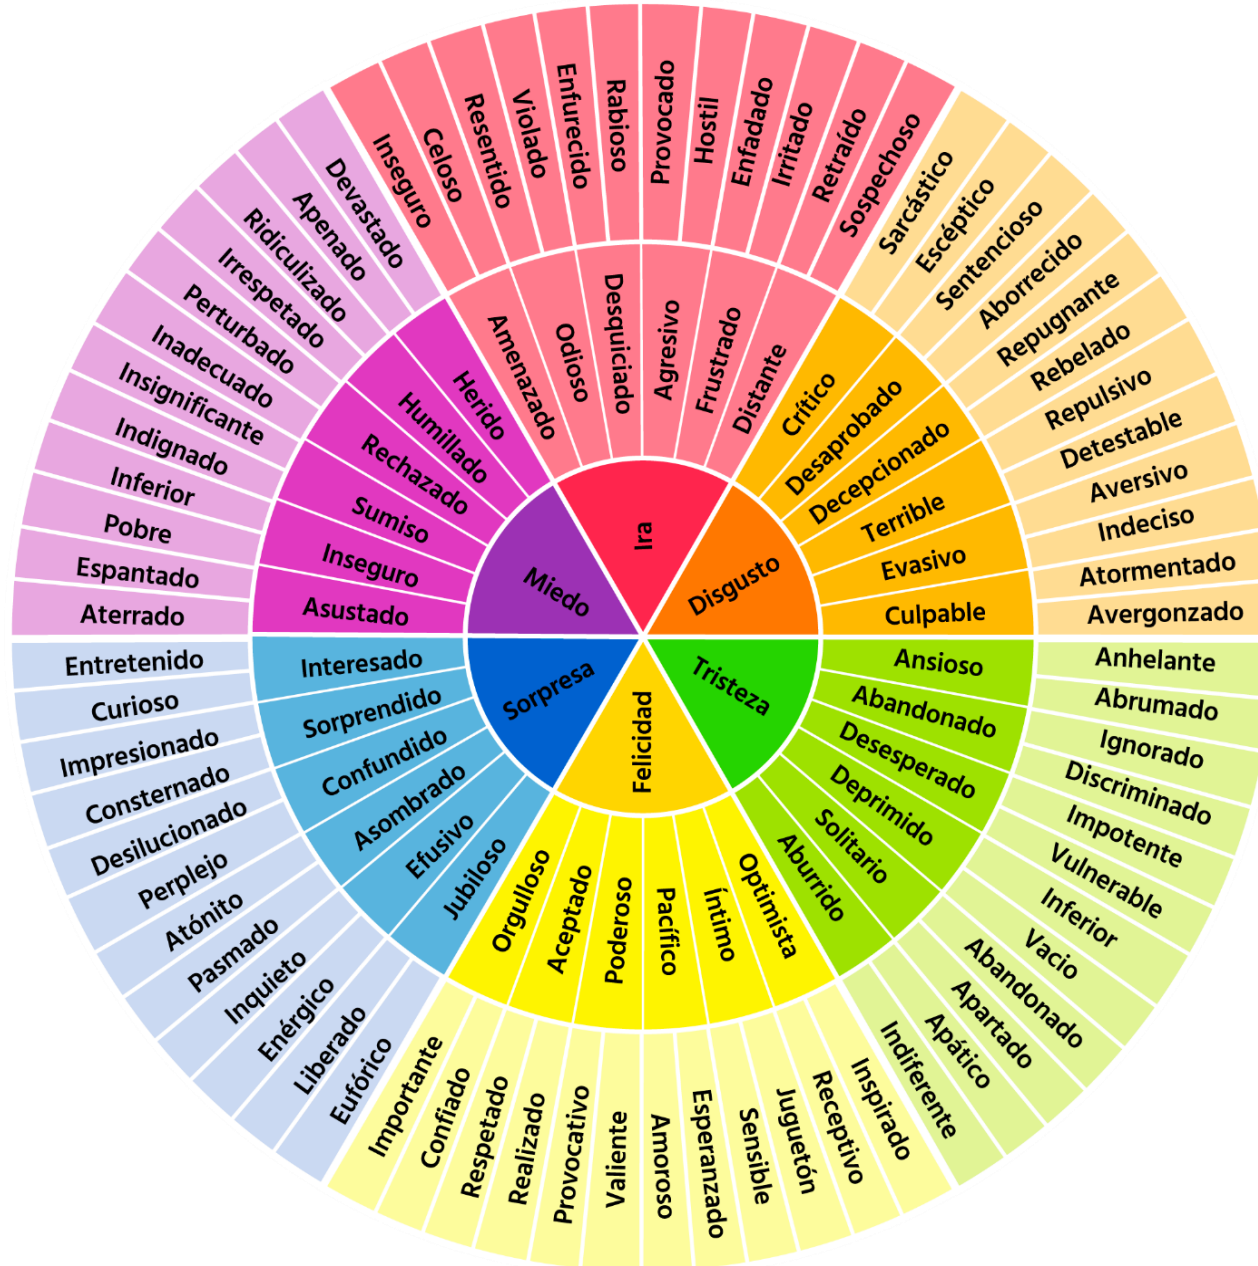 Ira
Disgusto
Tristeza
Felicidad
Sorpresa
Miedo
Amenazado
Odioso
Desquiciado
Agresivo
Frustrado
Distante
Crítico
Desaprobado
Decepcionado
Terrible
Evasivo
Culpable
Ansioso
Abandonado
Desesperado
Deprimido
Solitario
Aburrido
Optimista
Íntimo
Pacífico
Poderoso
Aceptado
Orgulloso
Jubiloso
Efusivo
Asombrado
Confundido
Sorprendido
Interesado
Asustado
Inseguro
Sumiso
Rechazado
Humillado
Herido
Inseguro
Celoso
Resentido
Violado
Enfurecido
Rabioso
Provocado
Hostil
Enfadado
Irritado
Retraído
Sospechoso
Sarcástico
Escéptico
Sentencioso
Aborrecido
Repugnante
Rebelado
Repulsivo
Detestable
Aversivo
Indeciso
Atormentado
Avergonzado
Anhelante
Abrumado
Ignorado
Discriminado
Impotente
Vulnerable
Inferior
Vacio
Abandonado
Apartado
Apático
Indiferente
Inspirado
Receptivo
Juguetón
Sensible
Esperanzado
Amoroso
Valiente
Provocativo
Realizado
Respetado
Confiado
Importante
Eufórico
Liberado
Enérgico
Inquieto
Pasmado
Atónito
Perplejo
Desilucionado
Consternado
Impresionado
Curioso
Entretenido
Aterrado
Espantado
Pobre
Inferior
Indignado
Insignificante
Inadecuado
Perturbado
Irrespetado
Ridiculizado
Apenado
Devastado